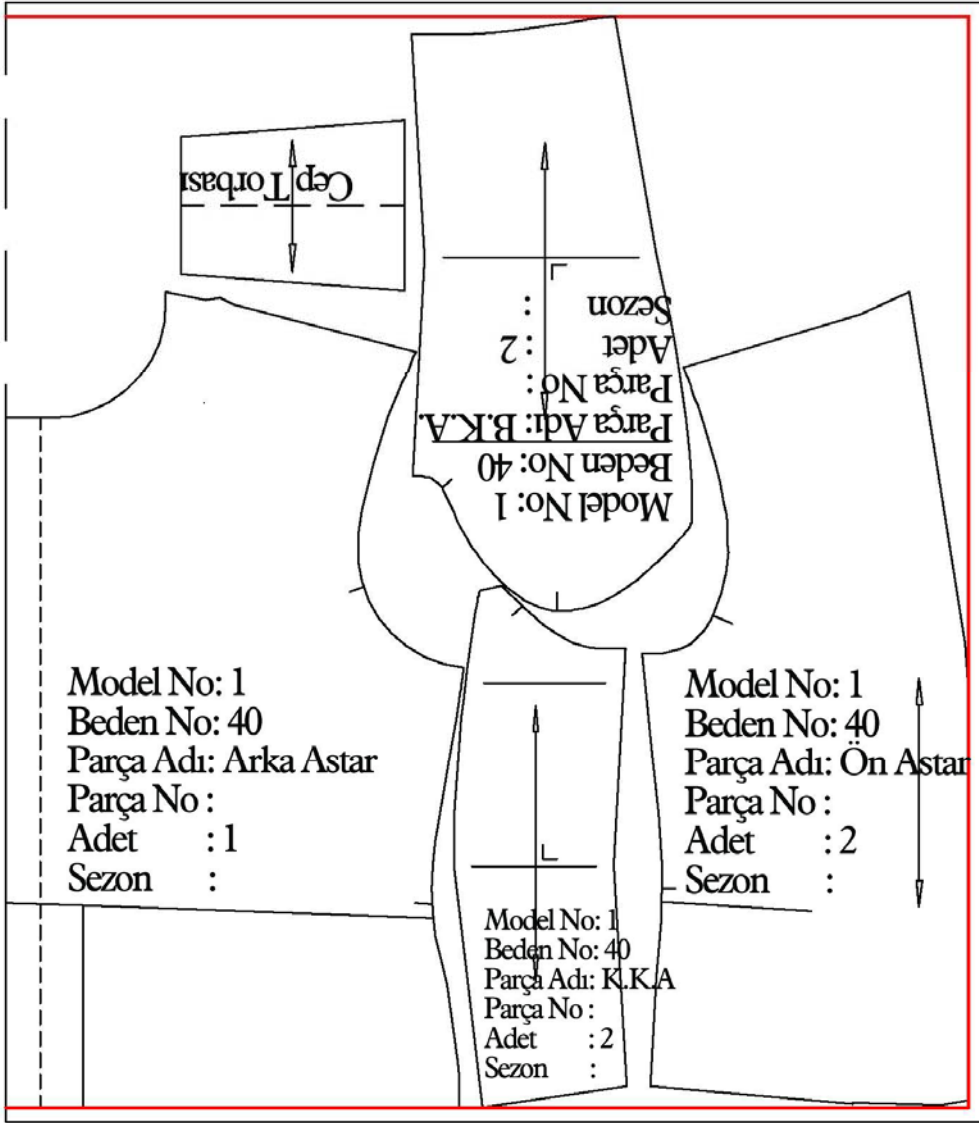 Cep Torbası
Model No: 1
Beden No: 40
Parça Adı: B.K.A.
Parça No :
Adet : 2
Sezon :
Model No: 1
Beden No: 40
Parça Adı: Arka Astar
Parça No :
Adet : 1
Sezon :
Model No: 1
Beden No: 40
Parça Adı: K.K.A
Parça No :
Adet : 2
Sezon :
Model No: 1
Beden No: 40
Parça Adı: Ön Astar
Parça No :
Adet : 2
Sezon :